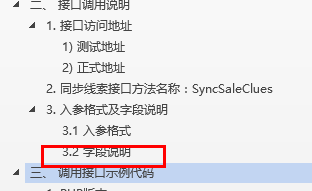 二、 接口调用说明
1. 接口访问地址
1) 测试地址
2) 正式地址
2. 同步线索接口方法名称：SyncSaleClues
3. 入参格式及字段说明
3.1 入参格式
3.2 字段说明
三、 调用接口示例代码